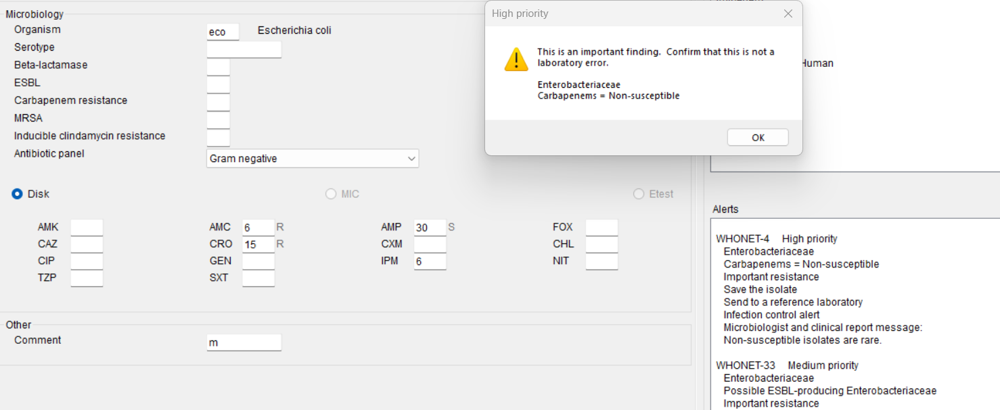 Microbiology
Organism eco Escherichia coli
Serotype
Beta-lactamase
ESBL
Carbapenem resistance
MRSA
Inducible clindamycin resistance
Antibiotic panel Gram negative
Disk MIC Etest
AMK AMC 6 R AMP 30 S FOX
CAZ CRO 15 R CXM CHL
CIP GEN IPM 6 NIT
TZP SXT
Other
Comment m
High priority
This is an important finding. Confirm that this is not a
laboratory error.
Enterobacteriaceae
Carbapenems = Non-susceptible
OK
Human
Alerts
WHONET-4 High priority
Enterobacteriaceae
Carbapenems = Non-susceptible
Important resistance
Save the isolate
Send to a reference laboratory
Infection control alert
Microbiologist and clinical report message:
Non-susceptible isolates are rare.
WHONET-33 Medium priority
Enterobacteriaceae
Possible ESBL-producing Enterobacteriaceae
Important resistance